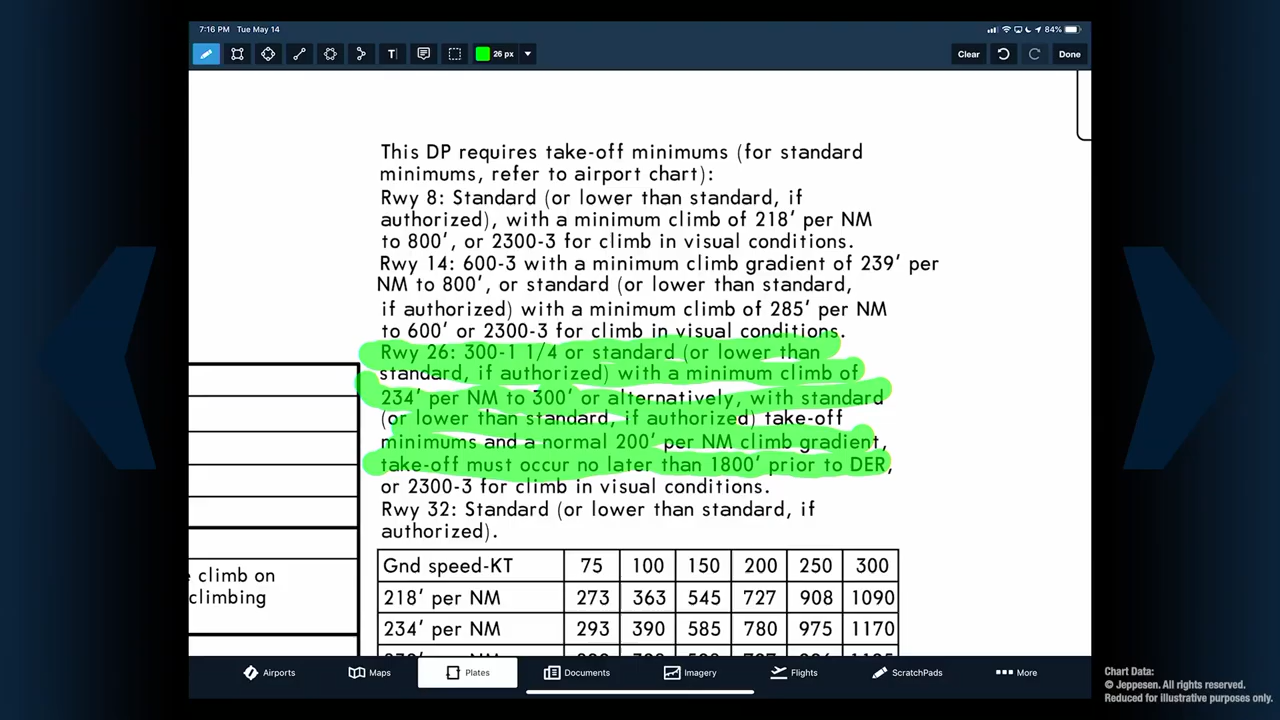 7:16 PM Tue May 14
84%
T
26 px
Clear
Done
This DP requires take-off minimums (for standard
minimums, refer to airport chart):
Rwy 8: Standard (or lower than standard, if
authorized), with a minimum climb of 218' per NM
to 800', or 2300-3 for climb in visual conditions.
Rwy 14: 600-3 with a minimum climb gradient of 239' per
NM to 800', or standard (or lower than standard,
if authorized) with a minimum climb of 285' per NM
to 600' or 2300-3 for climb in visual conditions.
Rwy 26: 300-1 1/4 or standard (or lower than
standard, if authorized) with a minimum climb of
234' per NM to 300' or alternatively, with standard
(or lower than standard, if authorized) take-off
minimums and a normal 200' per NM climb gradient,
take-off must occur no later than 1800' prior to DER,
or 2300-3 for climb in visual conditions.
Rwy 32: Standard (or lower than standard, if
authorized).
climb on
climbing
Gnd speed-KT 75 100 150 200 250 300
218' per NM 273 363 545 727 908 1090
234' per NM 293 390 585 780 975 1170
Airports
Maps
Plates
Documents
Imagery
Flights
ScratchPads
More
Chart Data:
© Jeppesen. All rights reserved.
Reduced for illustrative purposes only.